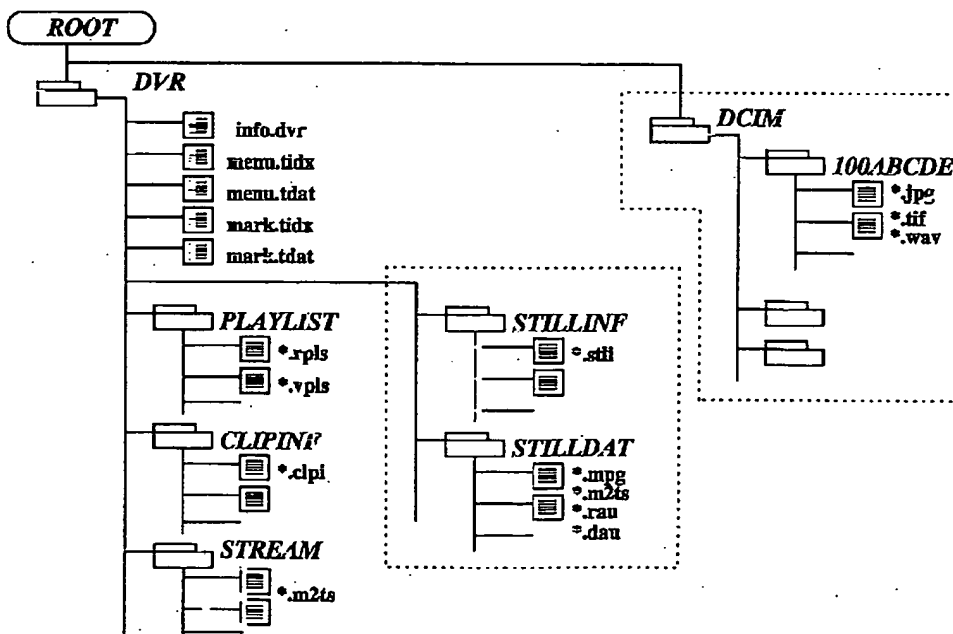 ROOT
DVR
info.dvr
menu.tidx
menu.tdat
mark.tidx
mark.tdat
PLAYLIST
*.rpls
*.vpls
CLIPINF
*.clpi
STREAM
*.m2ts
STILLINF
*.stii
STILLDAT
*.mpg
*.m2ts
*.rau
*.dau
DCIM
100ABCDE
*.jpg
*.tif
*.wav